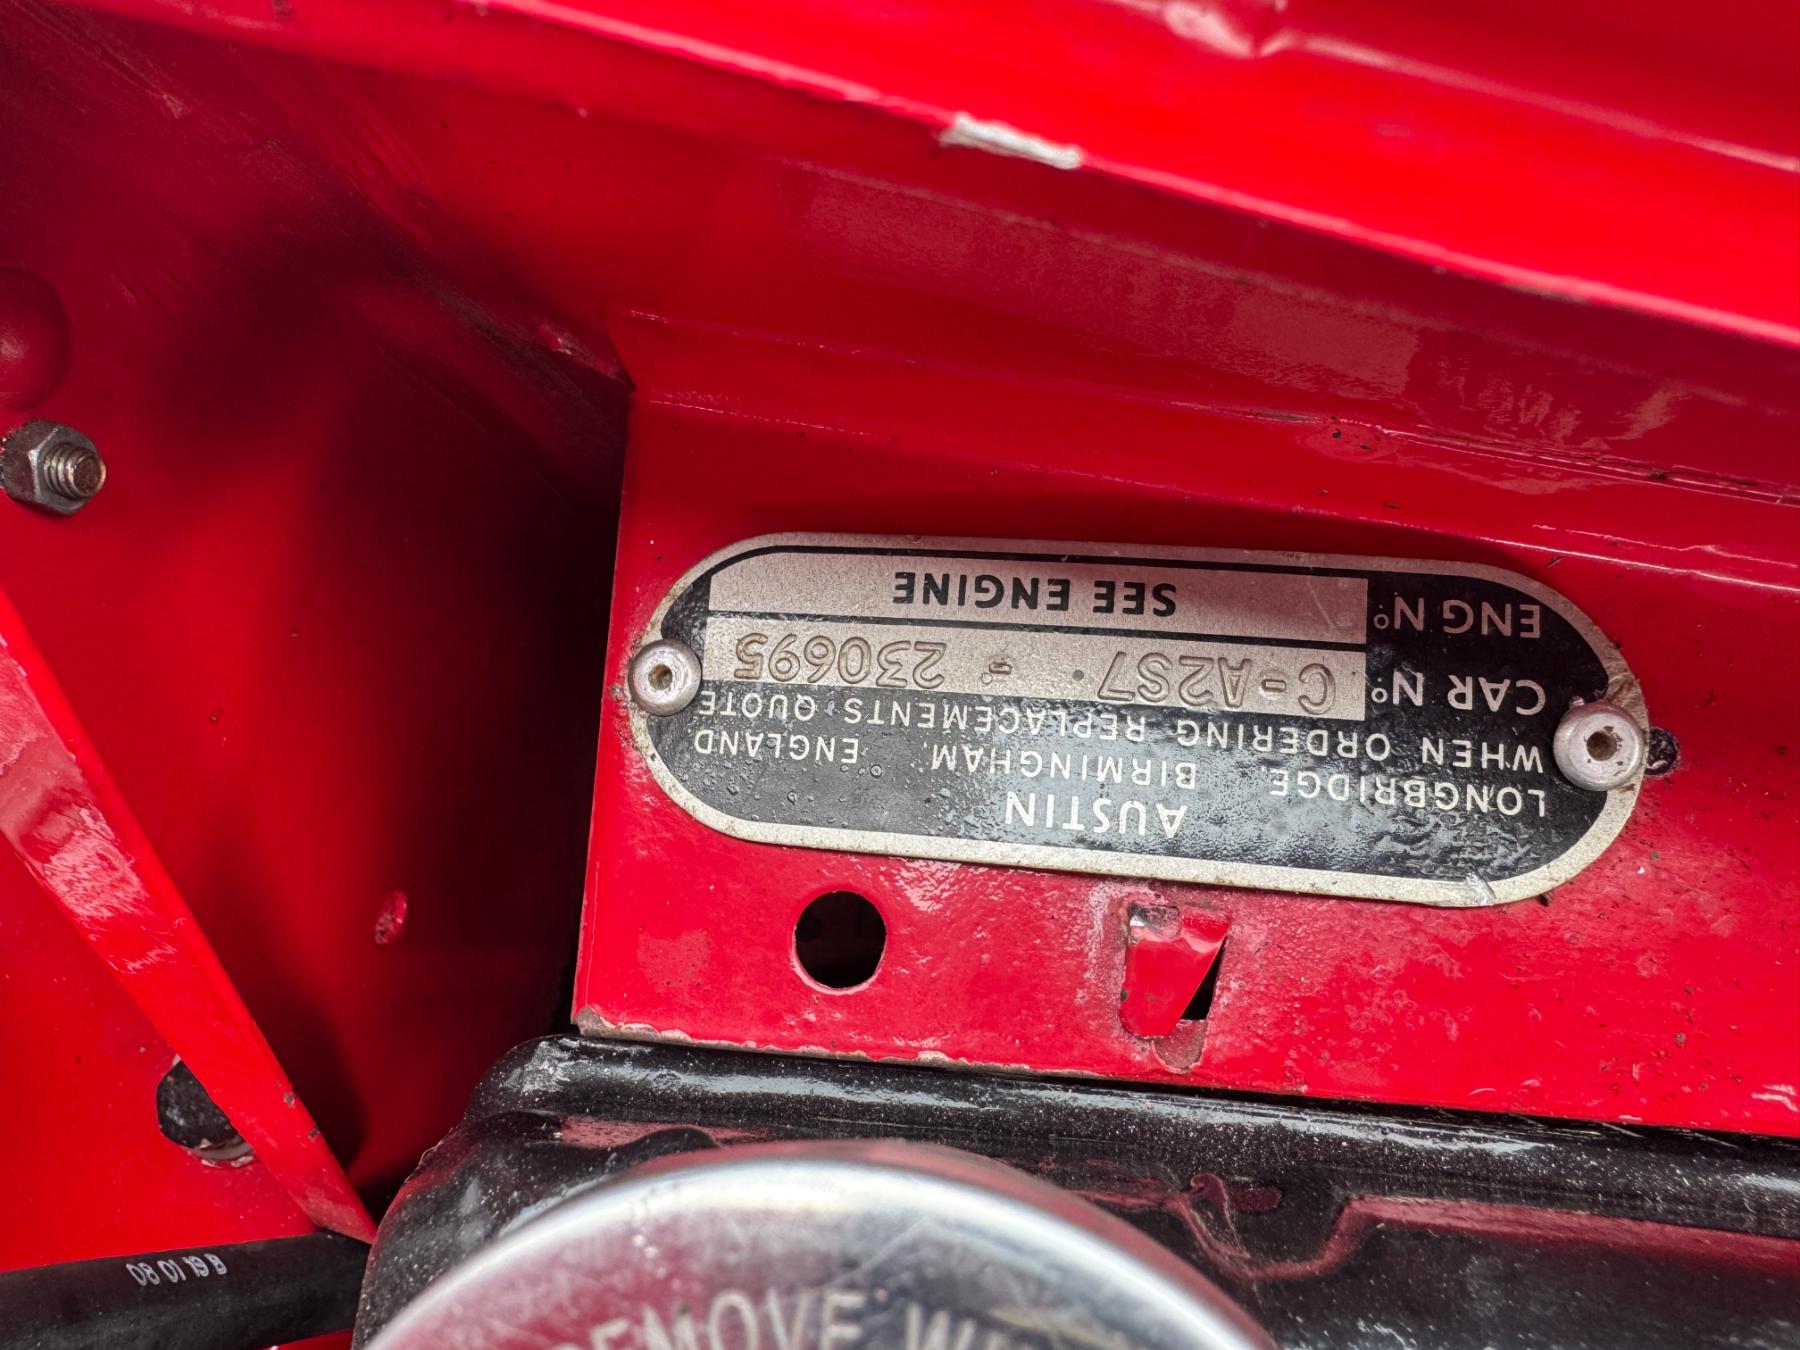 AUSTIN
LONGBRIDGE BIRMINGHAM. ENGLAND
WHEN ORDERING REPLACEMENTS QUOTE
CAR Nº C-A2S7 - 230695
ENG Nº SEE ENGINE
08 01 19 B
REMOVE